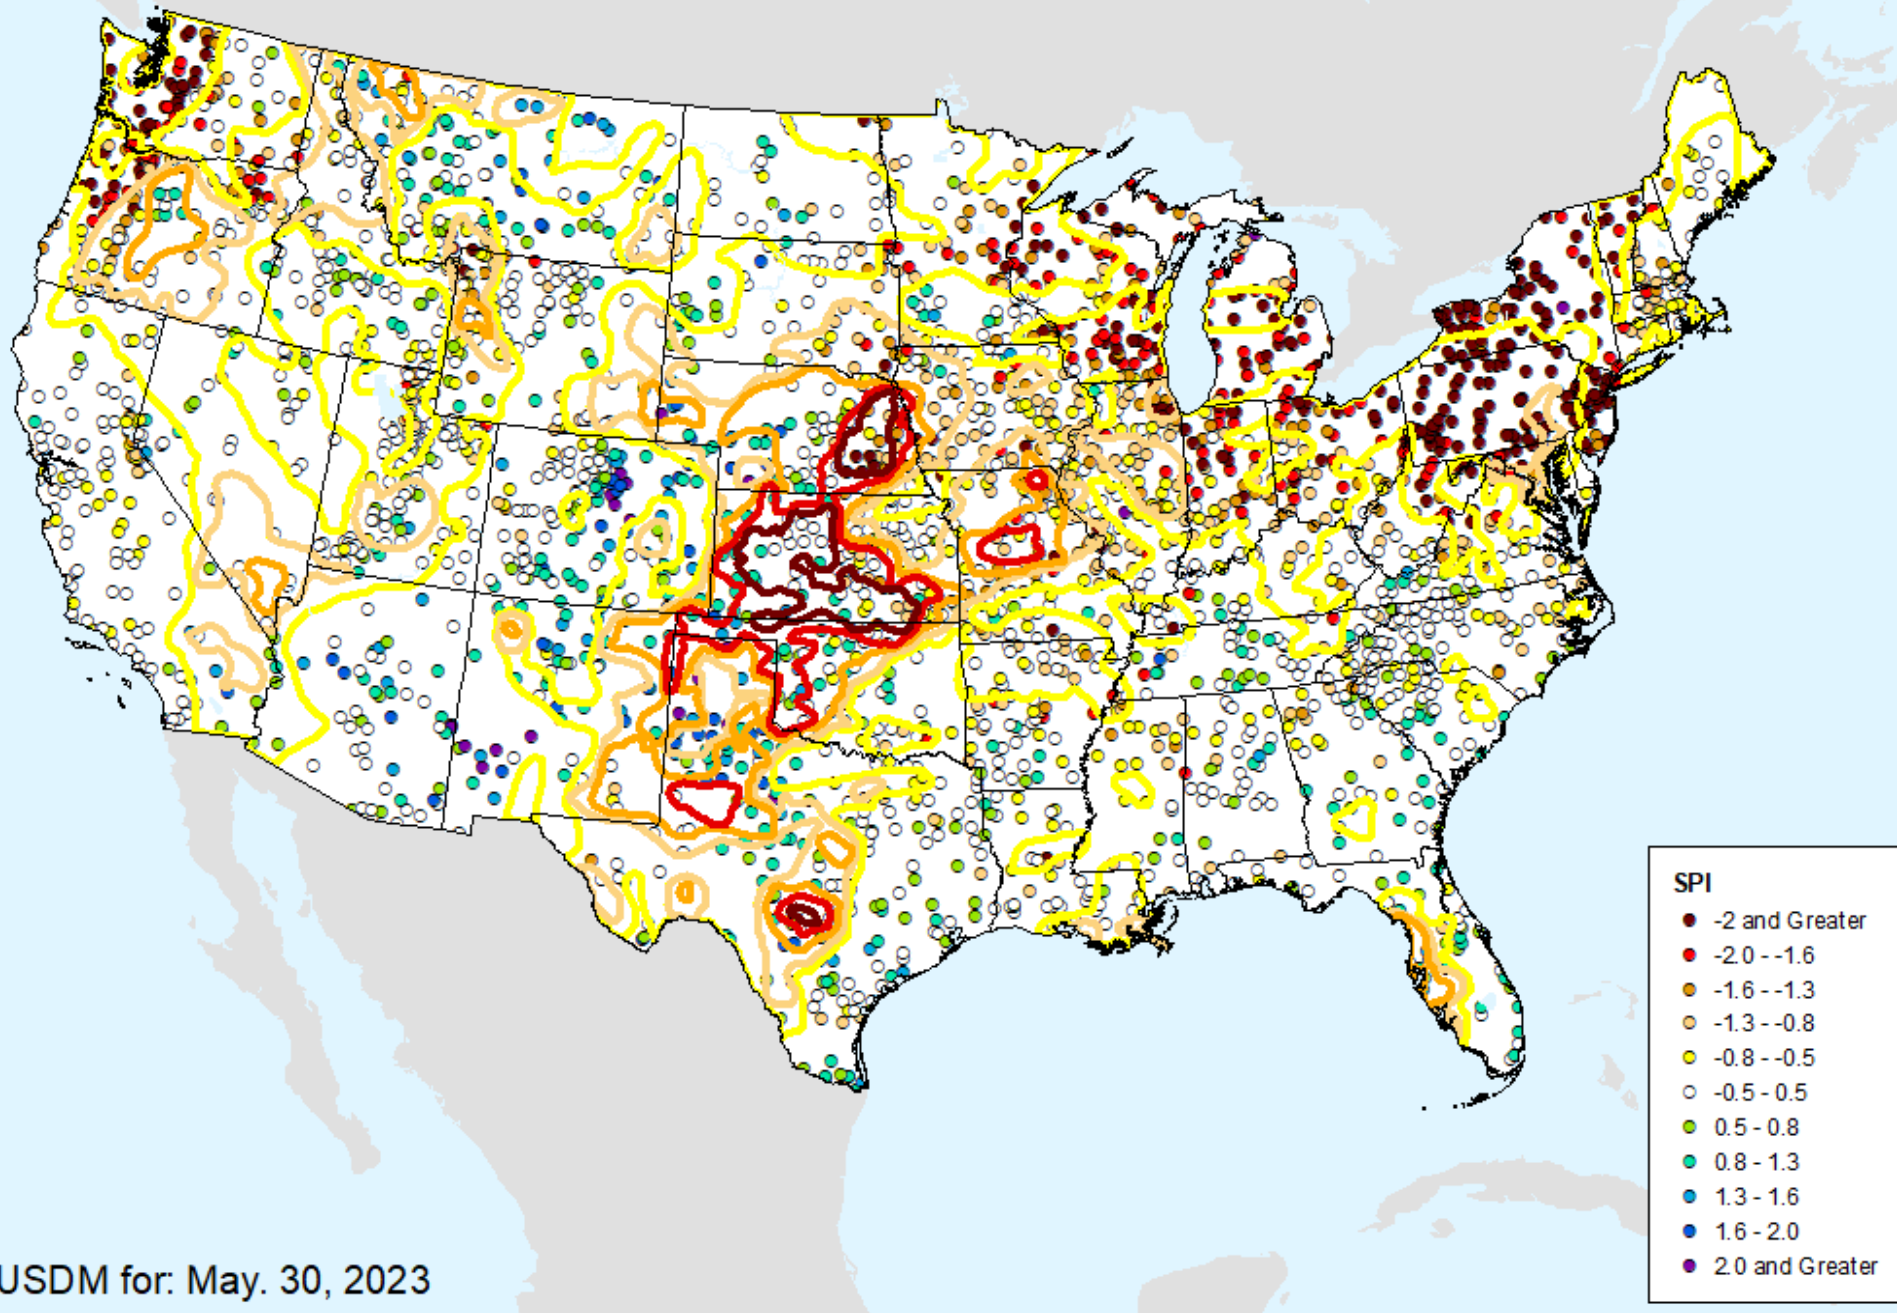 SPI
-2 and Greater
-2.0 - -1.6
-1.6 - -1.3
-1.3 - -0.8
-0.8 - -0.5
-0.5 - 0.5
0.5 - 0.8
0.8 - 1.3
1.3 - 1.6
1.6 - 2.0
2.0 and Greater
USDM for: May. 30, 2023